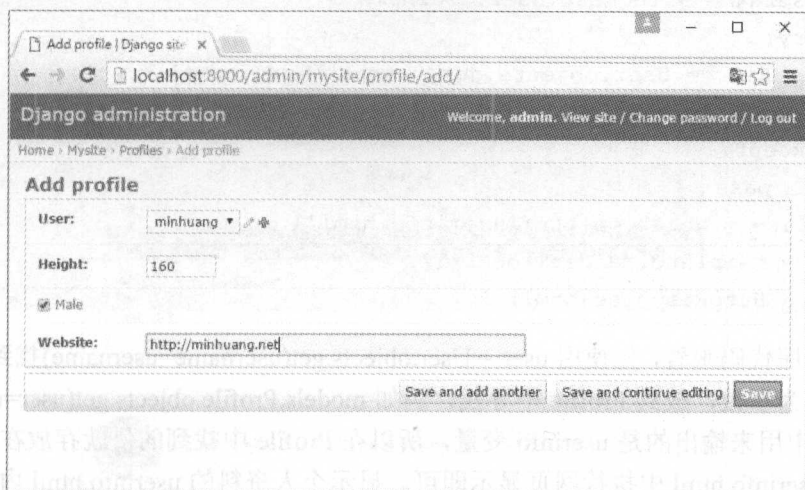 Add profile | Django site
localhost:8000/admin/mysite/profile/add/
Django administration
Welcome, admin. View site / Change password / Log out
Home › Mysite › Profiles › Add profile
Add profile
User: minhuang
Height: 160
Male
Website: http://minhuang.net
Save and add another Save and continue editing Save